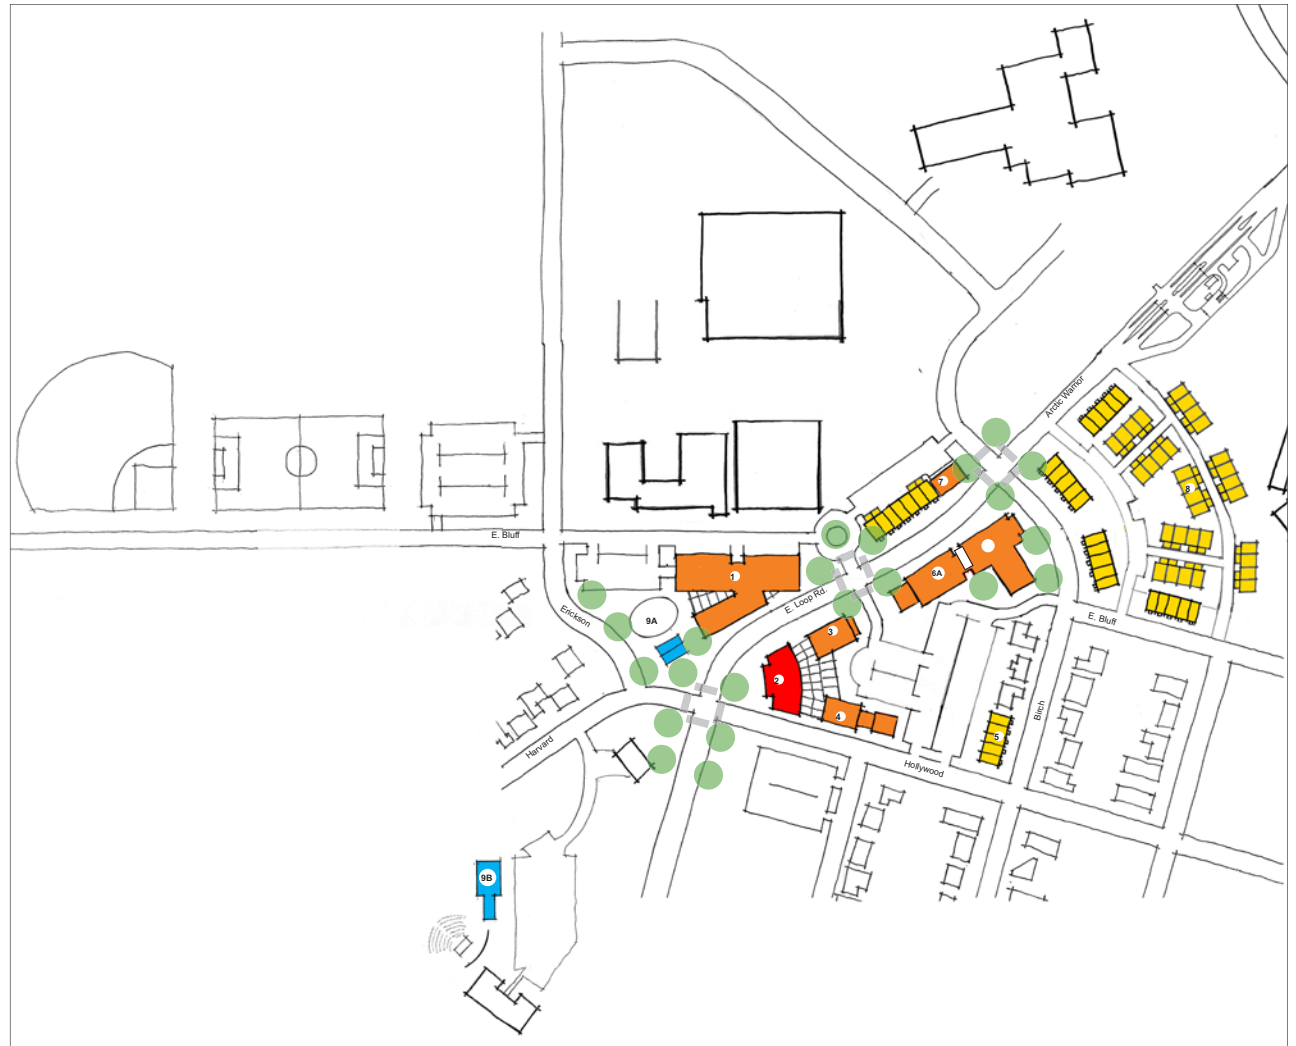 Arctic Warrior
7
8
E. Bluff
1
6A
E. Loop Rd.
Erickson
9A
E. Bluff
3
2
Birch
4
5
Harvard
Hollywood
9B